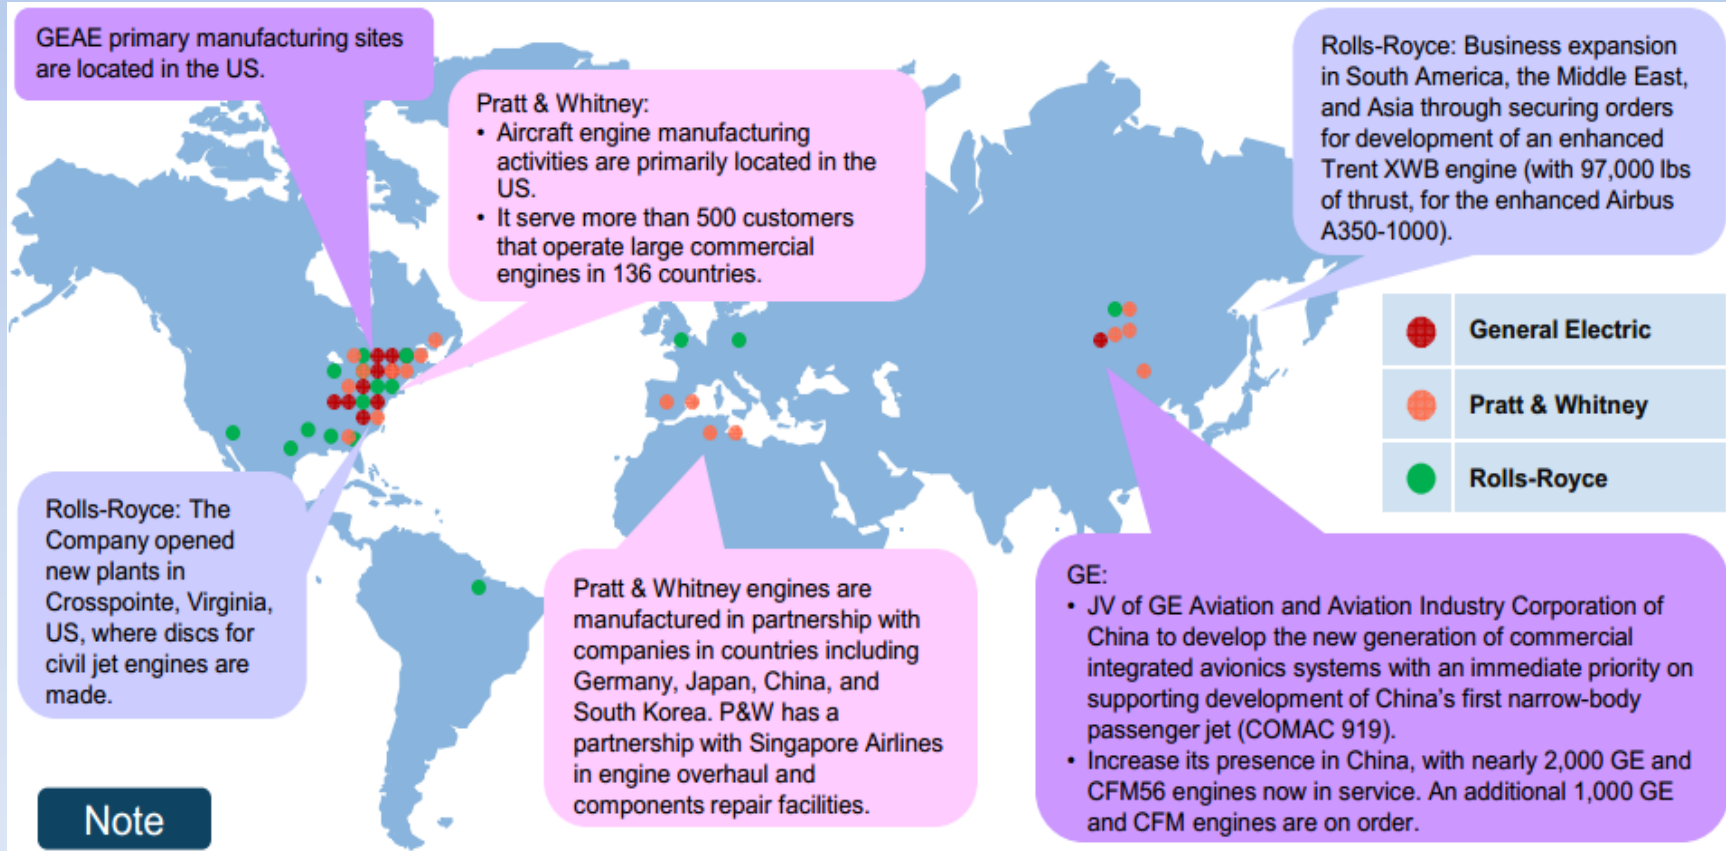 GEAE primary manufacturing sites
are located in the US.
Pratt & Whitney:
• Aircraft engine manufacturing
activities are primarily located in the
US.
• It serve more than 500 customers
that operate large commercial
engines in 136 countries.
Rolls-Royce: Business expansion
in South America, the Middle East,
and Asia through securing orders
for development of an enhanced
Trent XWB engine (with 97,000 lbs
of thrust, for the enhanced Airbus
A350-1000).
General Electric
Pratt & Whitney
Rolls-Royce
Rolls-Royce: The
Company opened
new plants in
Crosspointe, Virginia,
US, where discs for
civil jet engines are
made.
Pratt & Whitney engines are
manufactured in partnership with
companies in countries including
Germany, Japan, China, and
South Korea. P&W has a
partnership with Singapore Airlines
in engine overhaul and
components repair facilities.
GE:
• JV of GE Aviation and Aviation Industry Corporation of
China to develop the new generation of commercial
integrated avionics systems with an immediate priority on
supporting development of China's first narrow-body
passenger jet (COMAC 919).
• Increase its presence in China, with nearly 2,000 GE and
CFM56 engines now in service. An additional 1,000 GE
and CFM engines are on order.
Note